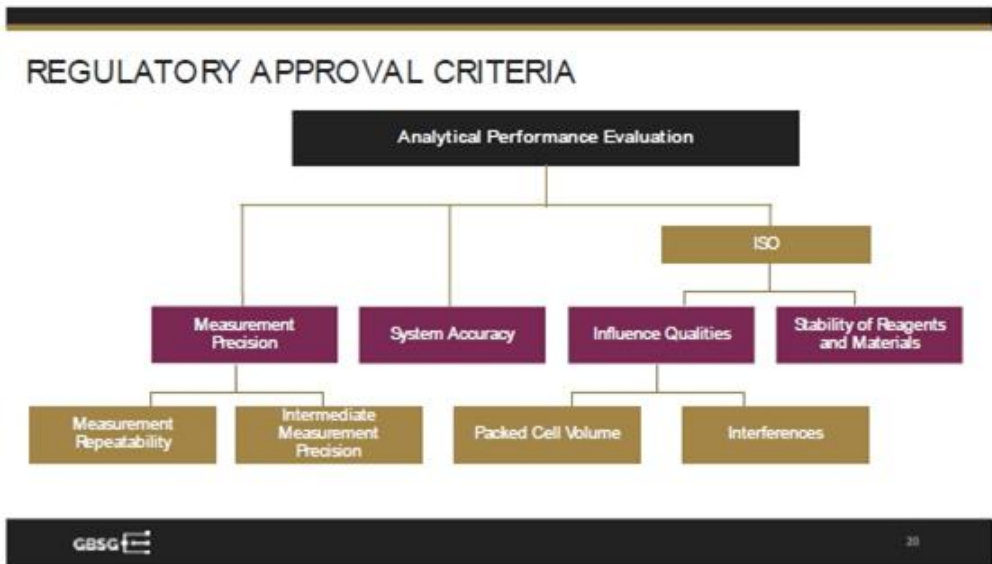 REGULATORY APPROVAL CRITERIA
Analytical Performance Evaluation
ISO
Measurement
Precision
System Accuracy
Influence Qualities
Stability of Reagents
and Materials
Measurement
Repeatability
Intermediate
Measurement
Precision
Packed Cell Volume
Interferences
GBSG
20